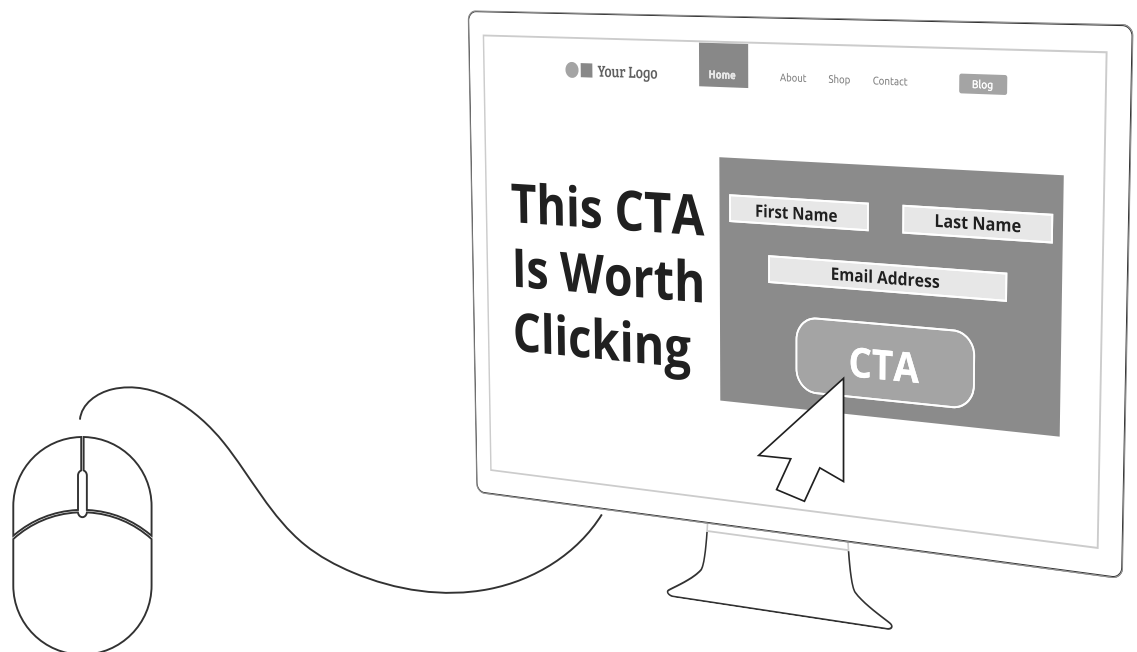 Your Logo
Home
About
Shop
Contact
Blog
This CTA
Is Worth
Clicking
First Name
Last Name
Email Address
CTA